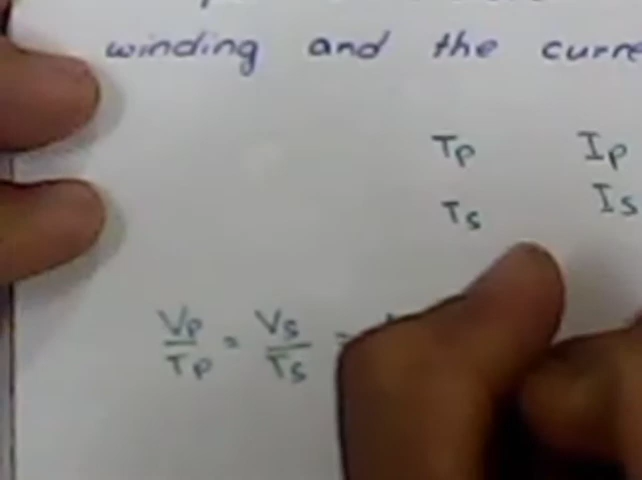 winding and the curre
Tp Ip
Ts Is
Vp/Tp = Vs/Ts =